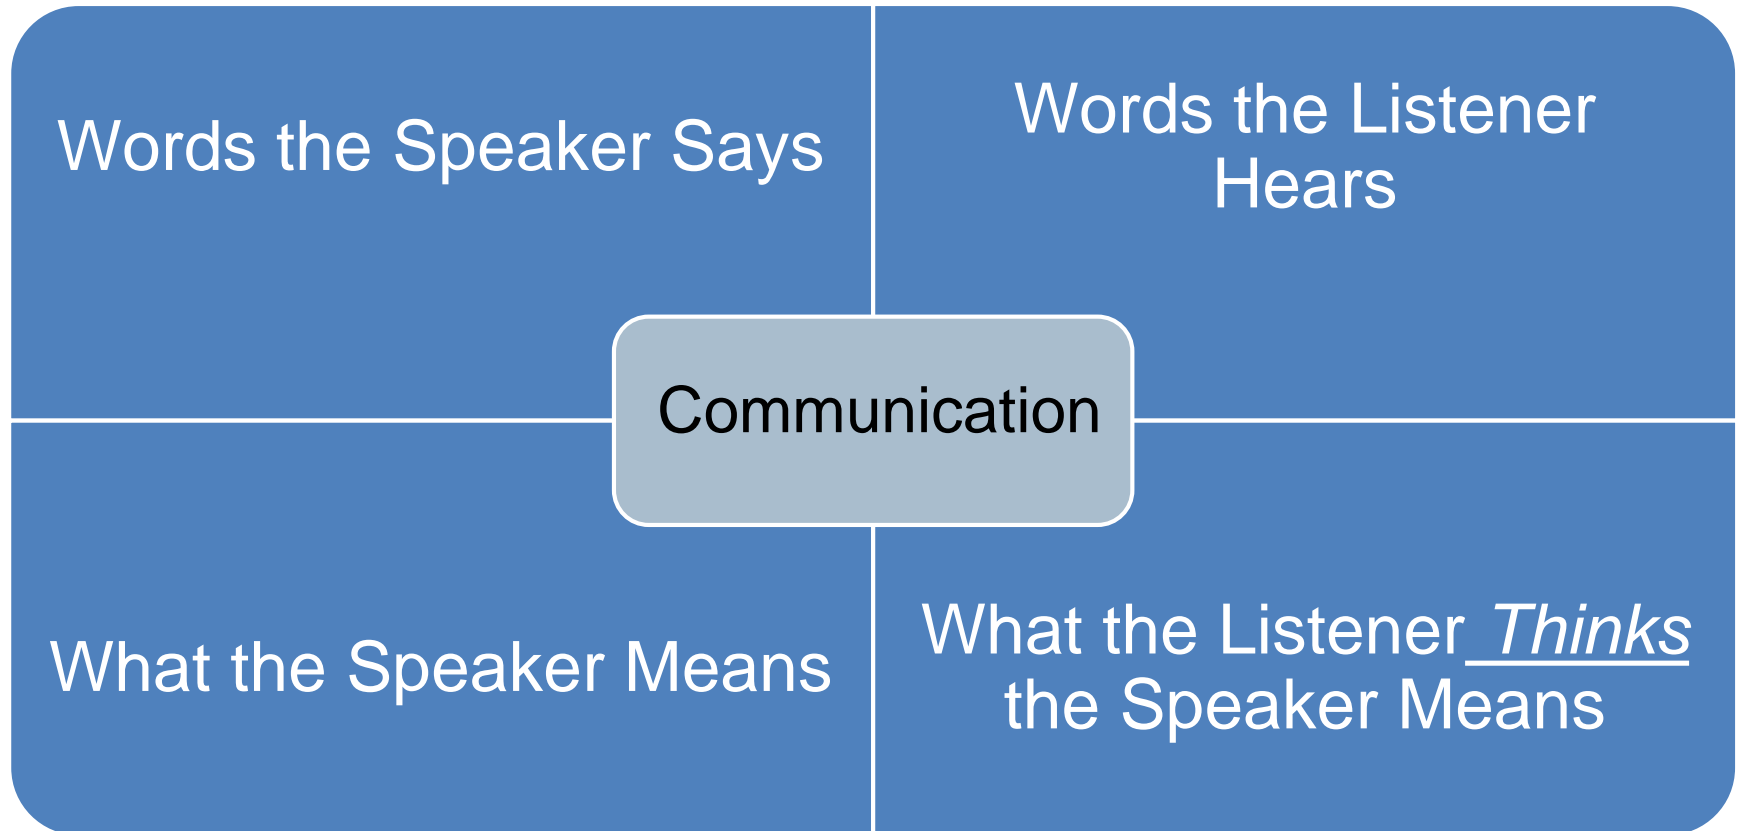 Words the Speaker Says
Words the Listener
Hears
Communication
What the Speaker Means
What the Listener Thinks
the Speaker Means